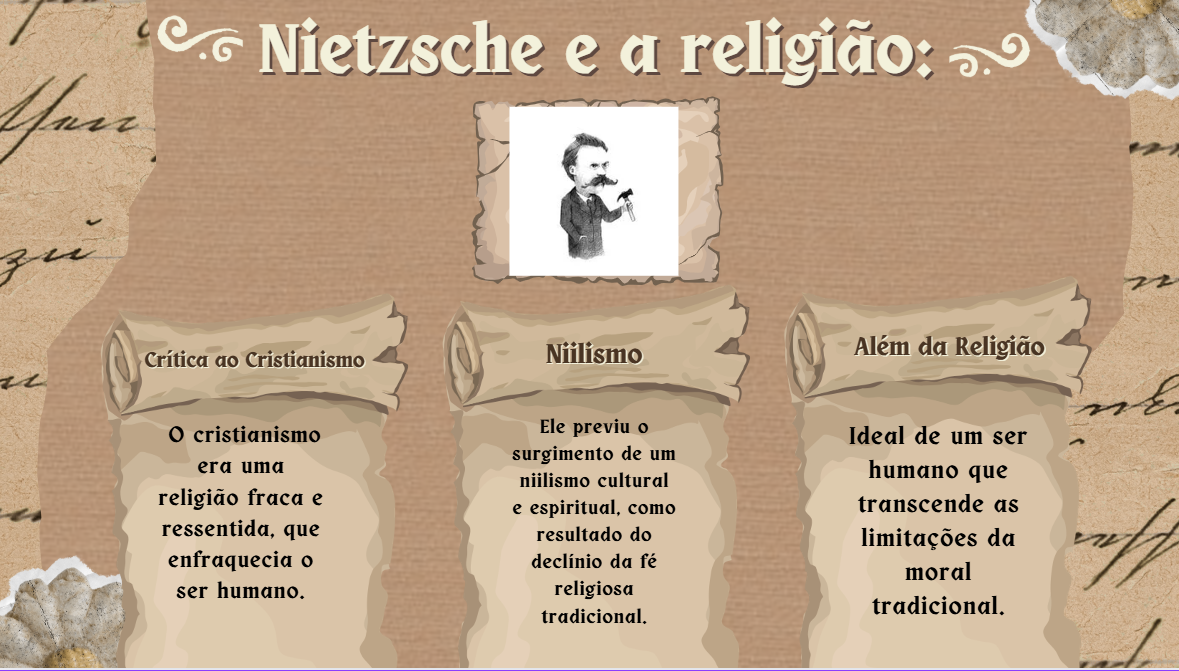 Nietzsche e a religião:
Crítica ao Cristianismo
O cristianismo
era uma
religião fraca e
ressentida, que
enfraquecia o
ser humano.
Niilismo
Ele previu o
surgimento de um
niilismo cultural
e espiritual, como
resultado do
declínio da fé
religiosa
tradicional.
Além da Religião
Ideal de um ser
humano que
transcende as
limitações da
moral
tradicional.